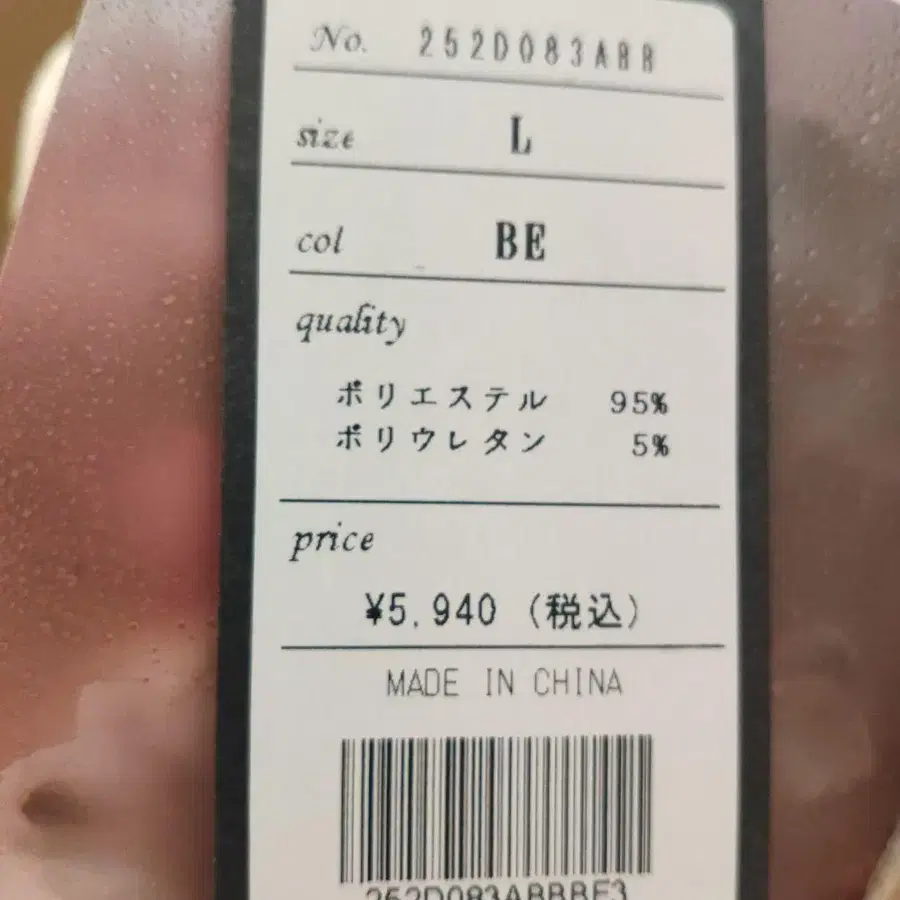 No. 252D083ABB
size L
col BE
quality
ポリエステル 95%
ポリウレタン 5%
price
¥5,940 (税込)
MADE IN CHINA
252D083ABBBE3